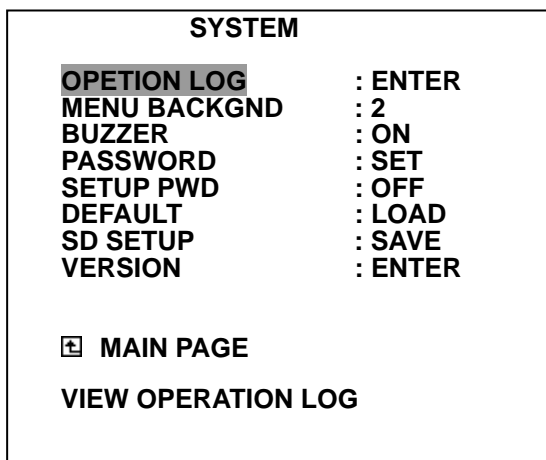 SYSTEM
OPETION LOG : ENTER
MENU BACKGND : 2
BUZZER : ON
PASSWORD : SET
SETUP PWD : OFF
DEFAULT : LOAD
SD SETUP : SAVE
VERSION : ENTER
MAIN PAGE
VIEW OPERATION LOG